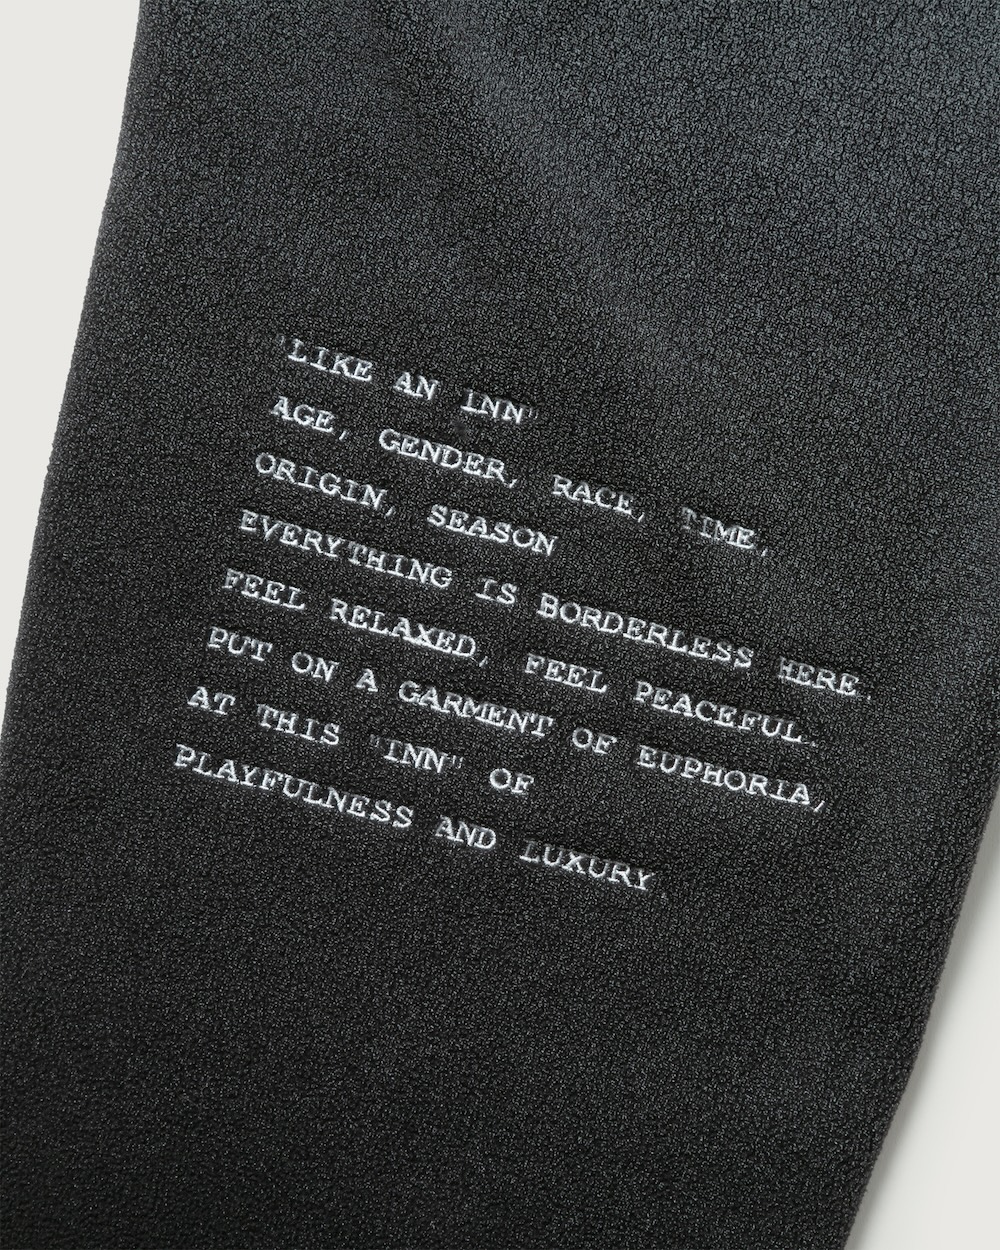 "LIKE AN INN"
AGE, GENDER, RACE, TIME,
ORIGIN, SEASON
EVERYTHING IS BORDERLESS HERE.
FEEL RELAXED, FEEL PEACEFUL.
PUT ON A GARMENT OF EUPHORIA,
AT THIS "INN" OF
PLAYFULNESS AND LUXURY.